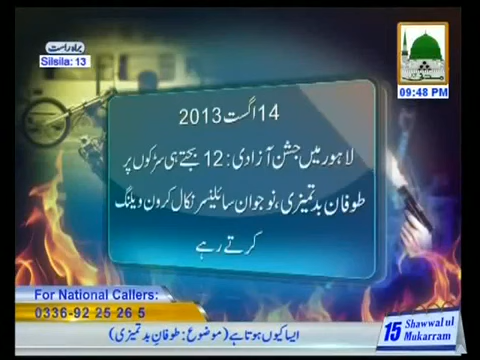 براہ راست
Silsila: 13
09:48 PM
14 اگست 2013
لاہور میں جشن آزادی: 12 بجتے ہی سڑکوں پر
طوفان بدتمیزی، نوجوان سائلینسر نکال کر ون ویلنگ
کرتے رہے
For National Callers:
0336-92 25 26 5
ایسا کیوں ہوتا ہے (موضوع: طوفانِ بدتمیزی)
15 Shawwal ul
Mukarram